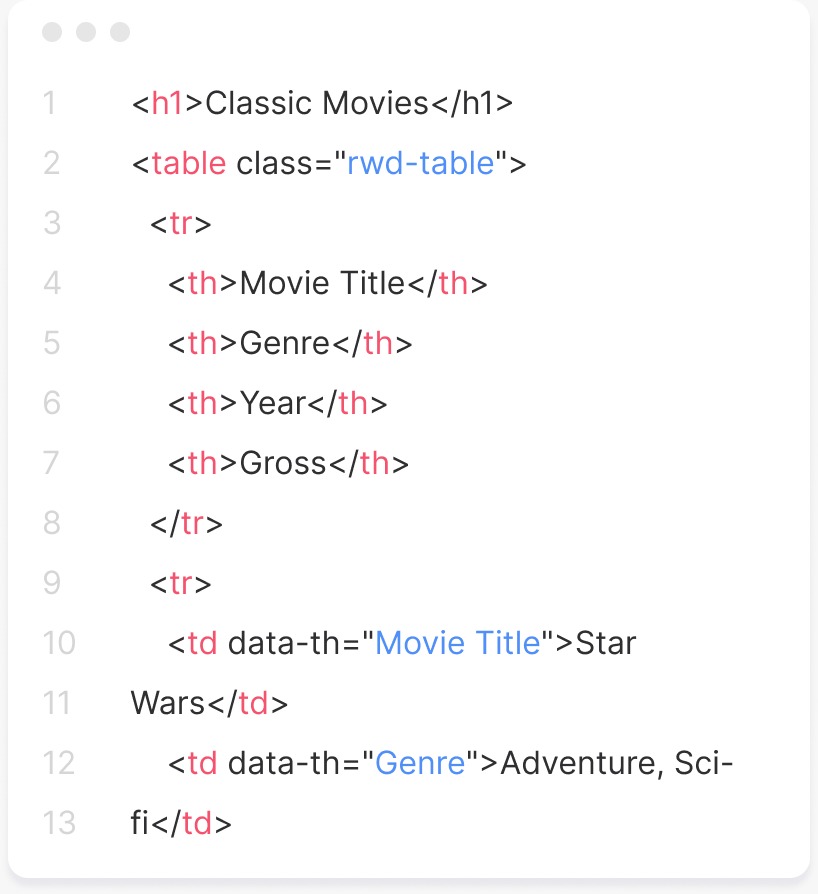 1 <h1>Classic Movies</h1>
2 <table class="rwd-table">
3 <tr>
4 <th>Movie Title</th>
5 <th>Genre</th>
6 <th>Year</th>
7 <th>Gross</th>
8 </tr>
9 <tr>
10 <td data-th="Movie Title">Star
11 Wars</td>
12 <td data-th="Genre">Adventure, Sci-
13 fi</td>